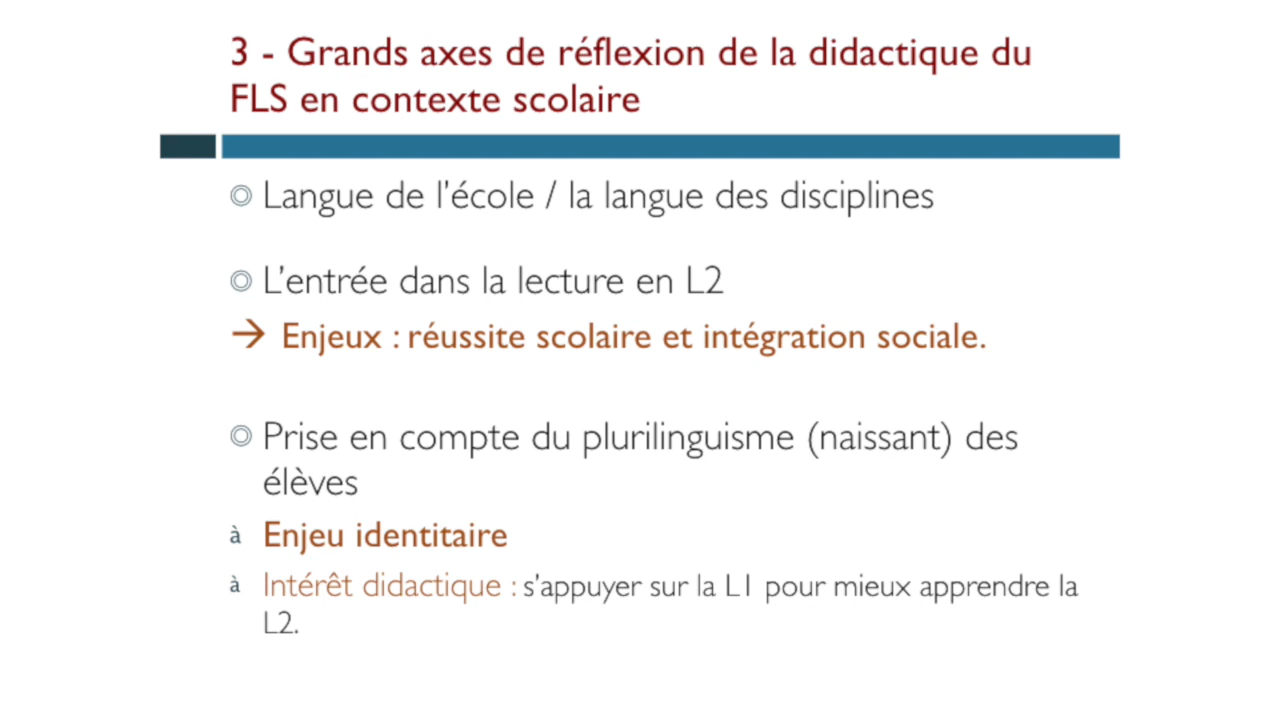 3 - Grands axes de réflexion de la didactique du
FLS en contexte scolaire
◎ Langue de l'école / la langue des disciplines
◎ L'entrée dans la lecture en L2
→ Enjeux : réussite scolaire et intégration sociale.
◎ Prise en compte du plurilinguisme (naissant) des
élèves
à Enjeu identitaire
à Intérêt didactique : s'appuyer sur la L1 pour mieux apprendre la
L2.